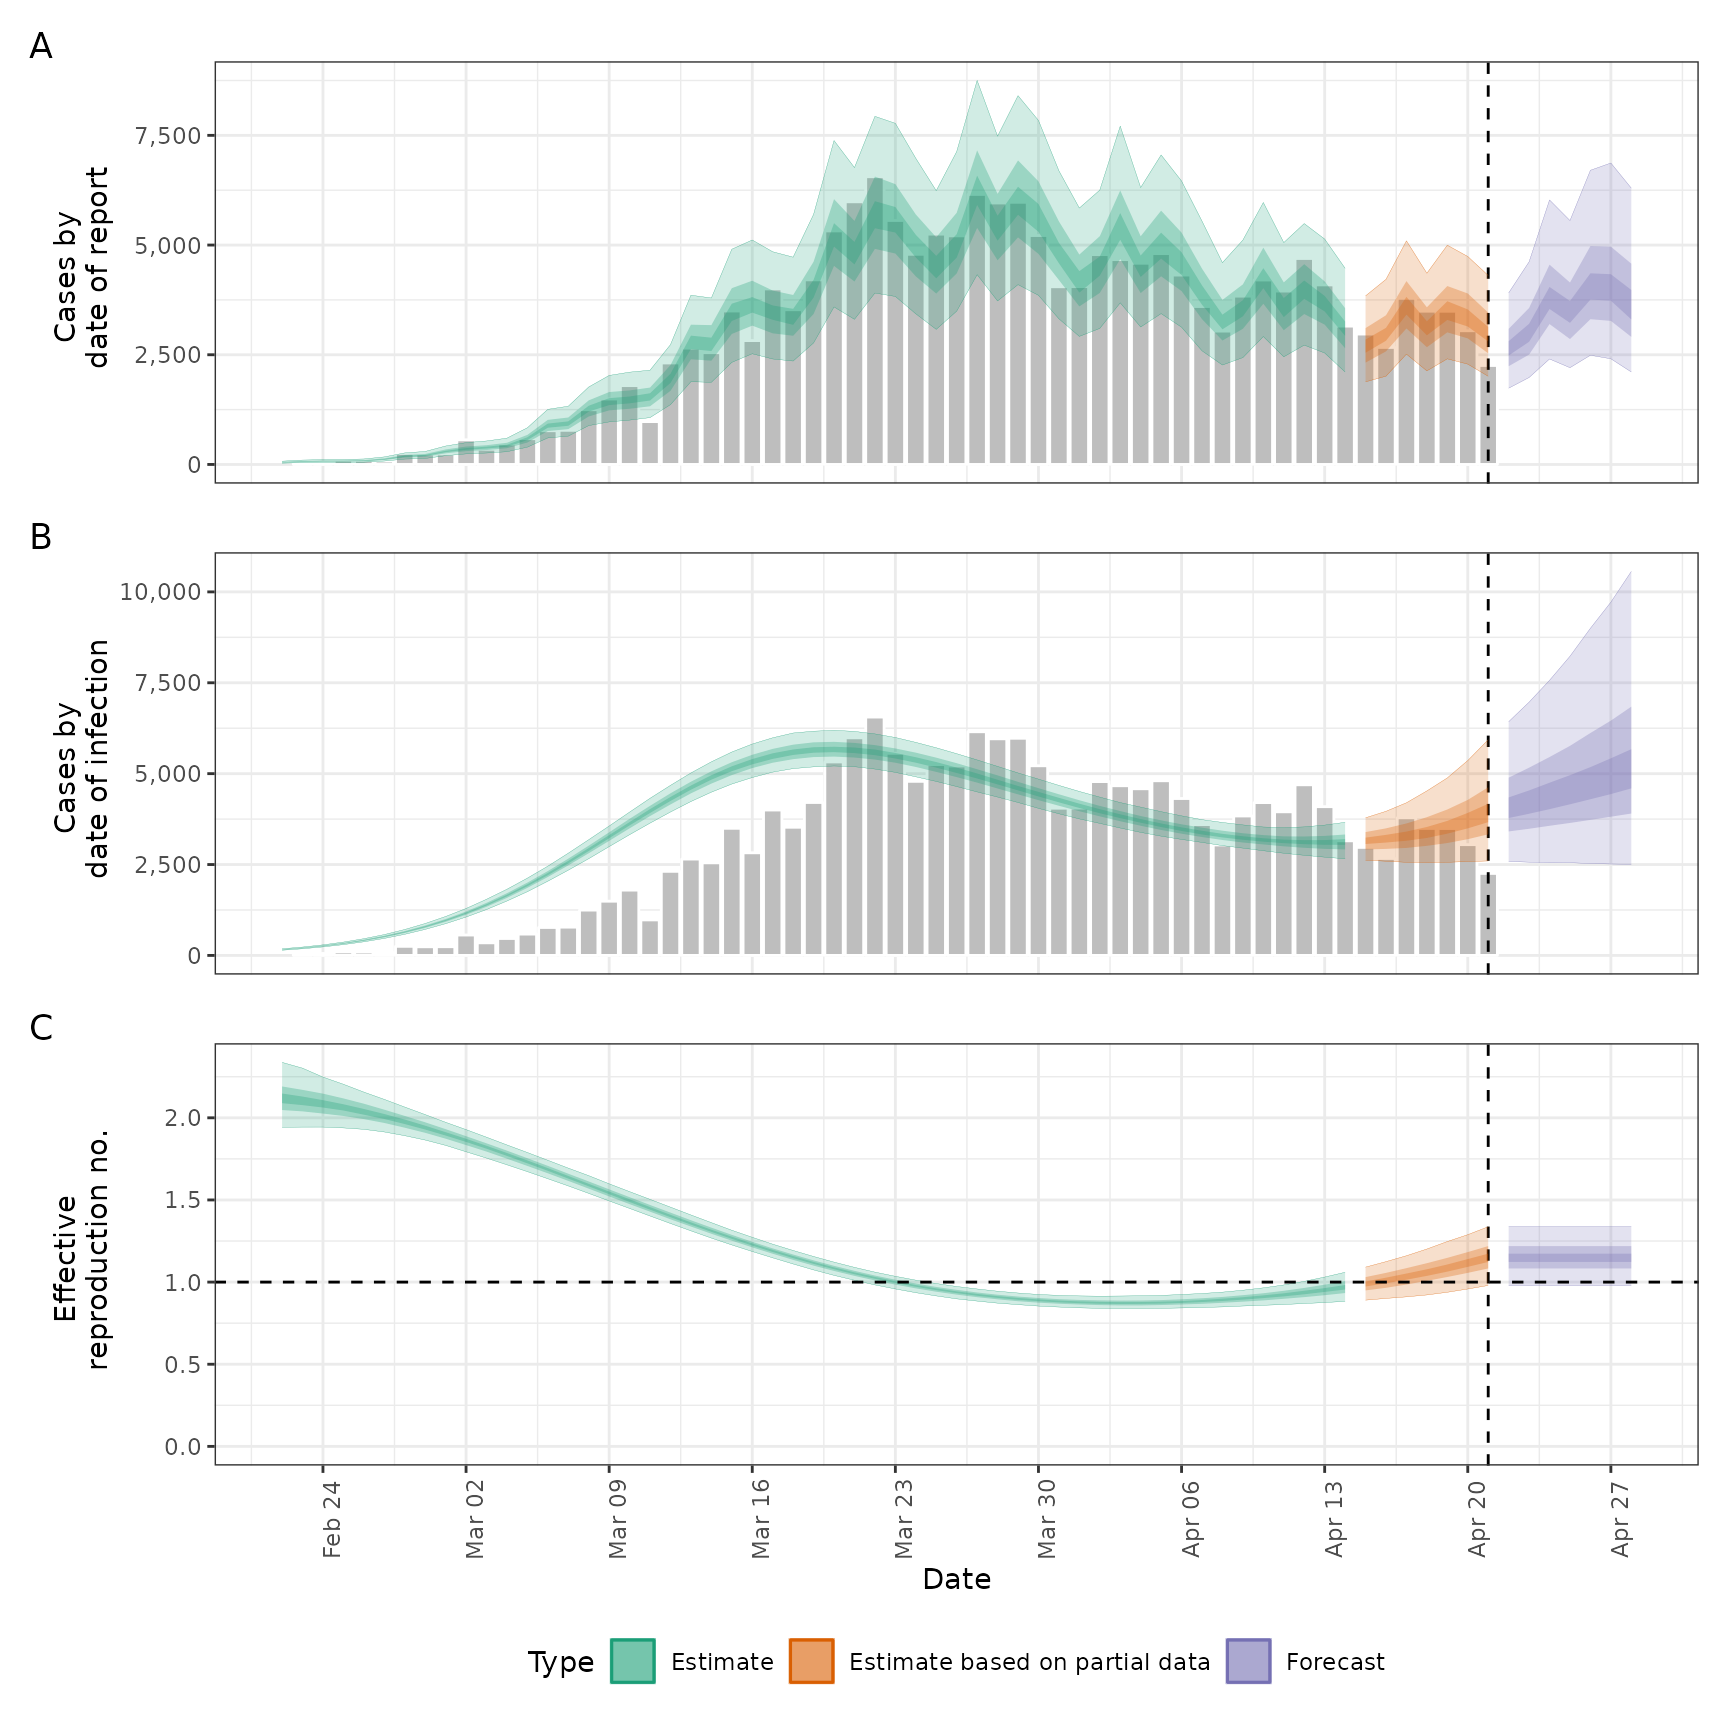 A
Cases by
date of report
7,500
5,000
2,500
0
B
Cases by
date of infection
10,000
7,500
5,000
2,500
0
C
Effective
reproduction no.
2.0
1.5
1.0
0.5
0.0
Feb 24
Mar 02
Mar 09
Mar 16
Mar 23
Mar 30
Apr 06
Apr 13
Apr 20
Apr 27
Date
Type Estimate Estimate based on partial data Forecast